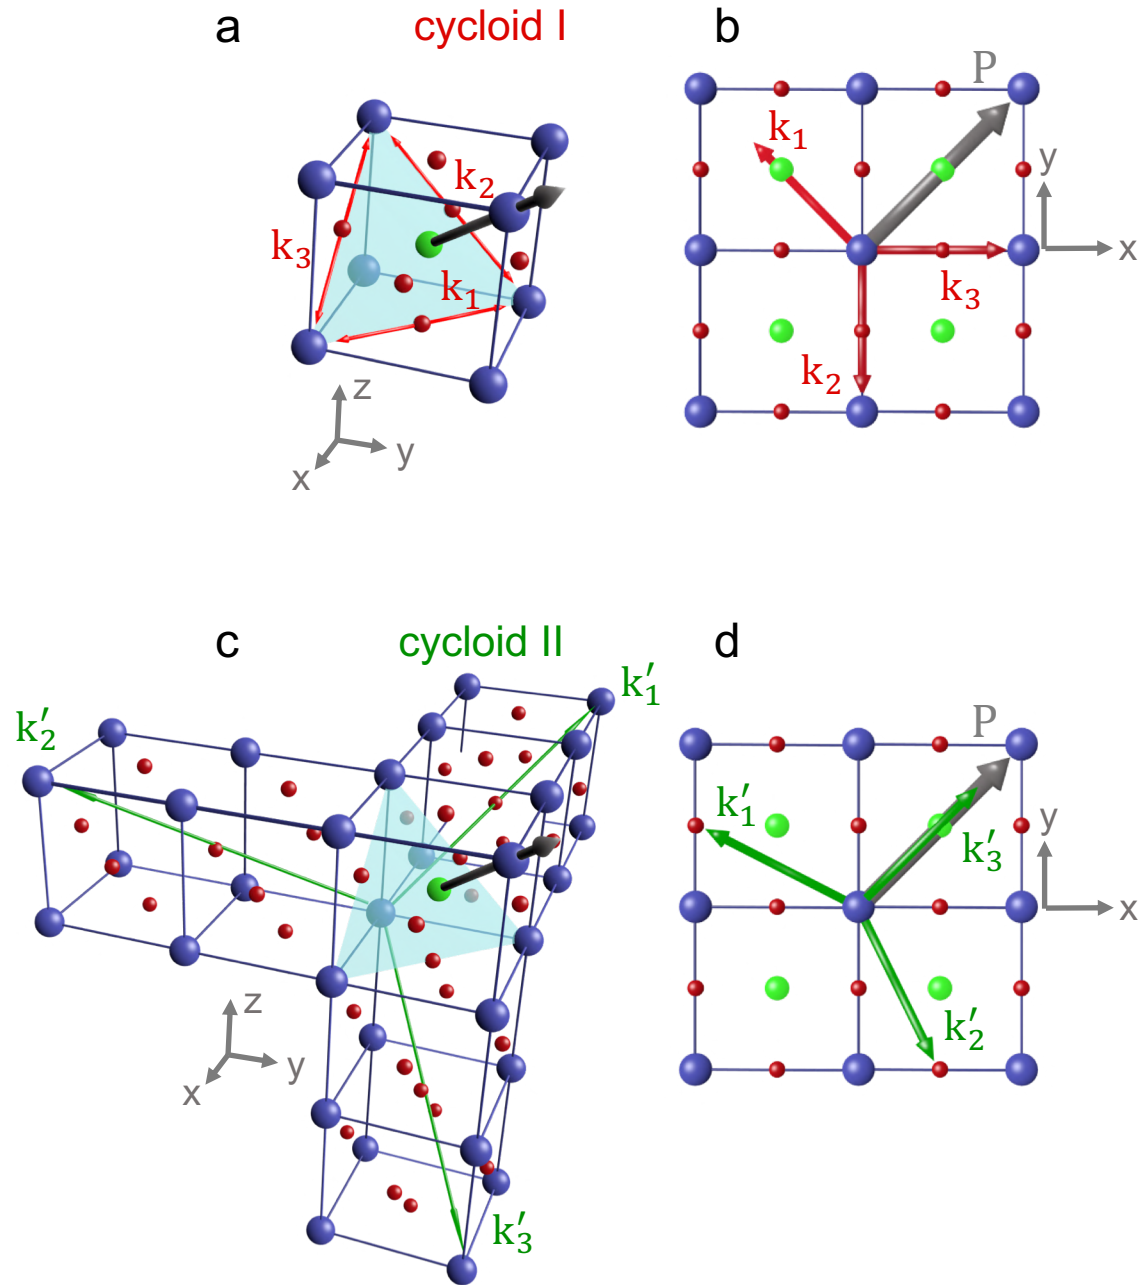 a
cycloid I
k₂
k₃
k₁
z
y
x
b
P
k₁
y
x
k₃
k₂
c
cycloid II
k′₁
k′₂
z
y
x
k′₃
d
P
k′₁
k′₃
y
x
k′₂